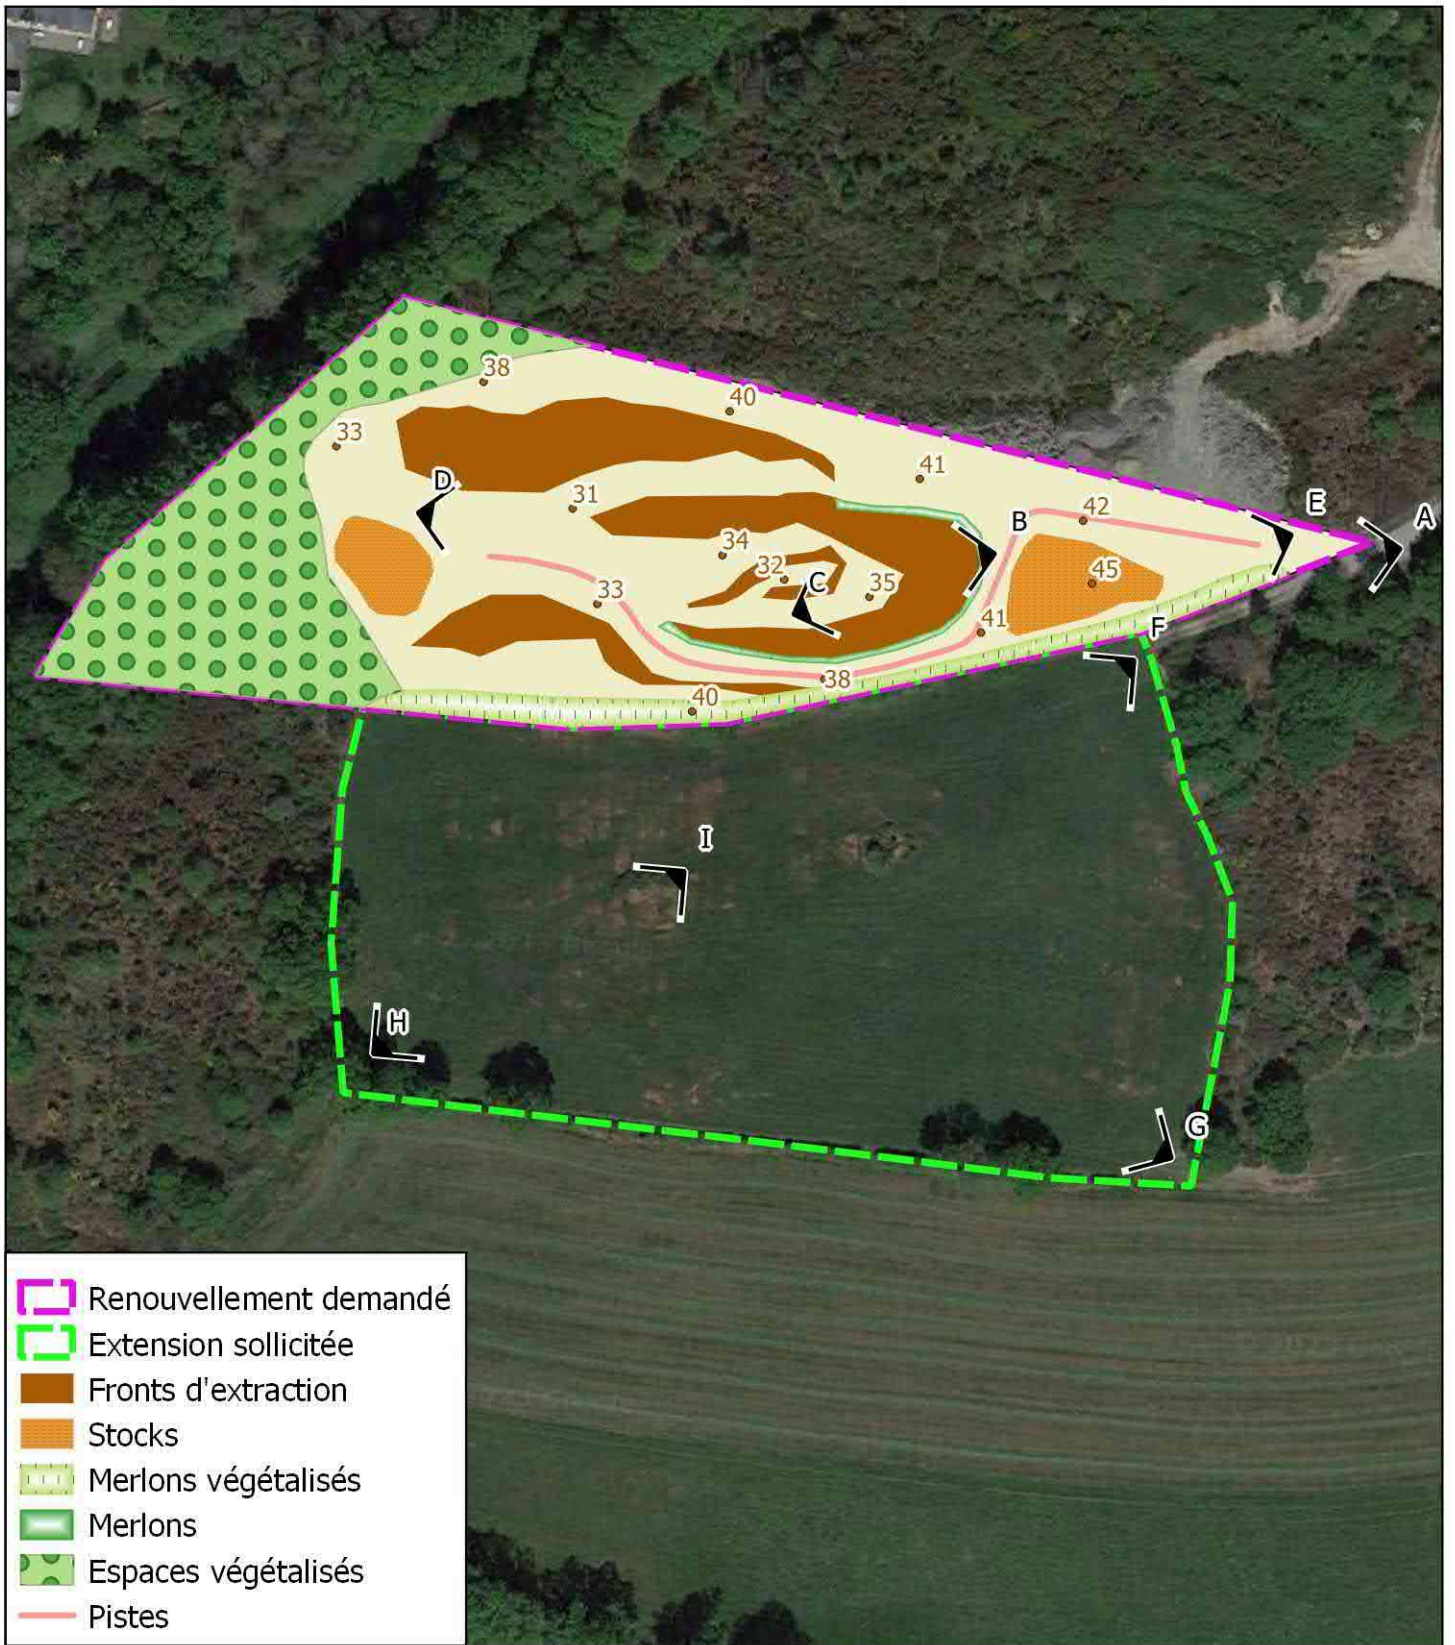 38
40
33
41
D
31
42
E
A
B
34
32
45
C
35
33
41
F
38
40
I
H
G
Renouvellement demandé
Extension sollicitée
Fronts d'extraction
Stocks
Merlons végétalisés
Merlons
Espaces végétalisés
Pistes